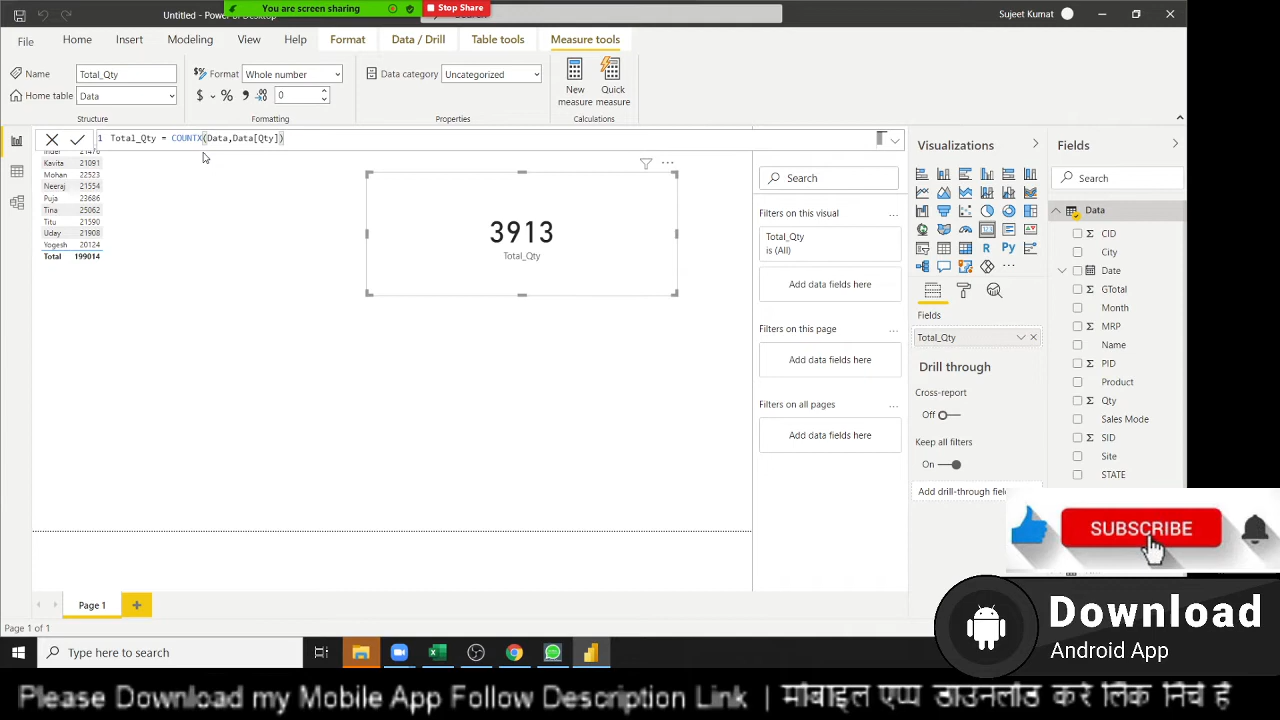 You are screen sharing
Stop Share
Untitled - Power BI Desktop
Search
Sujeet Kumat
File
Home
Insert
Modeling
View
Help
Format
Data / Drill
Table tools
Measure tools
Name
Total_Qty
Home table
Data
Structure
Format
Whole number
$
%
0
Formatting
Data category
Uncategorized
Properties
New
measure
Quick
measure
Calculations
1 Total_Qty = COUNTX(Data,Data[Qty])
Inder 21476
Kavita 21091
Mohan 22523
Neeraj 21554
Puja 23686
Tina 25062
Titu 21590
Uday 21908
Yogesh 20124
Total 199014
3913
Total_Qty
Search
Filters on this visual
Total_Qty
is (All)
Add data fields here
Filters on this page
Add data fields here
Filters on all pages
Add data fields here
Visualizations
R
Py
Fields
Total_Qty
Drill through
Cross-report
Off
Keep all filters
On
Add drill-through fiel
Fields
Search
Data
CID
City
Date
GTotal
Month
MRP
Name
PID
Product
Qty
Sales Mode
SID
Site
STATE
SUBSCRIBE
Download
Android App
Page 1
Page 1 of 1
Type here to search
Please Download my Mobile App Follow Description Link | मोबाइल एप्प डाउनलोड करे लिंक निचे है